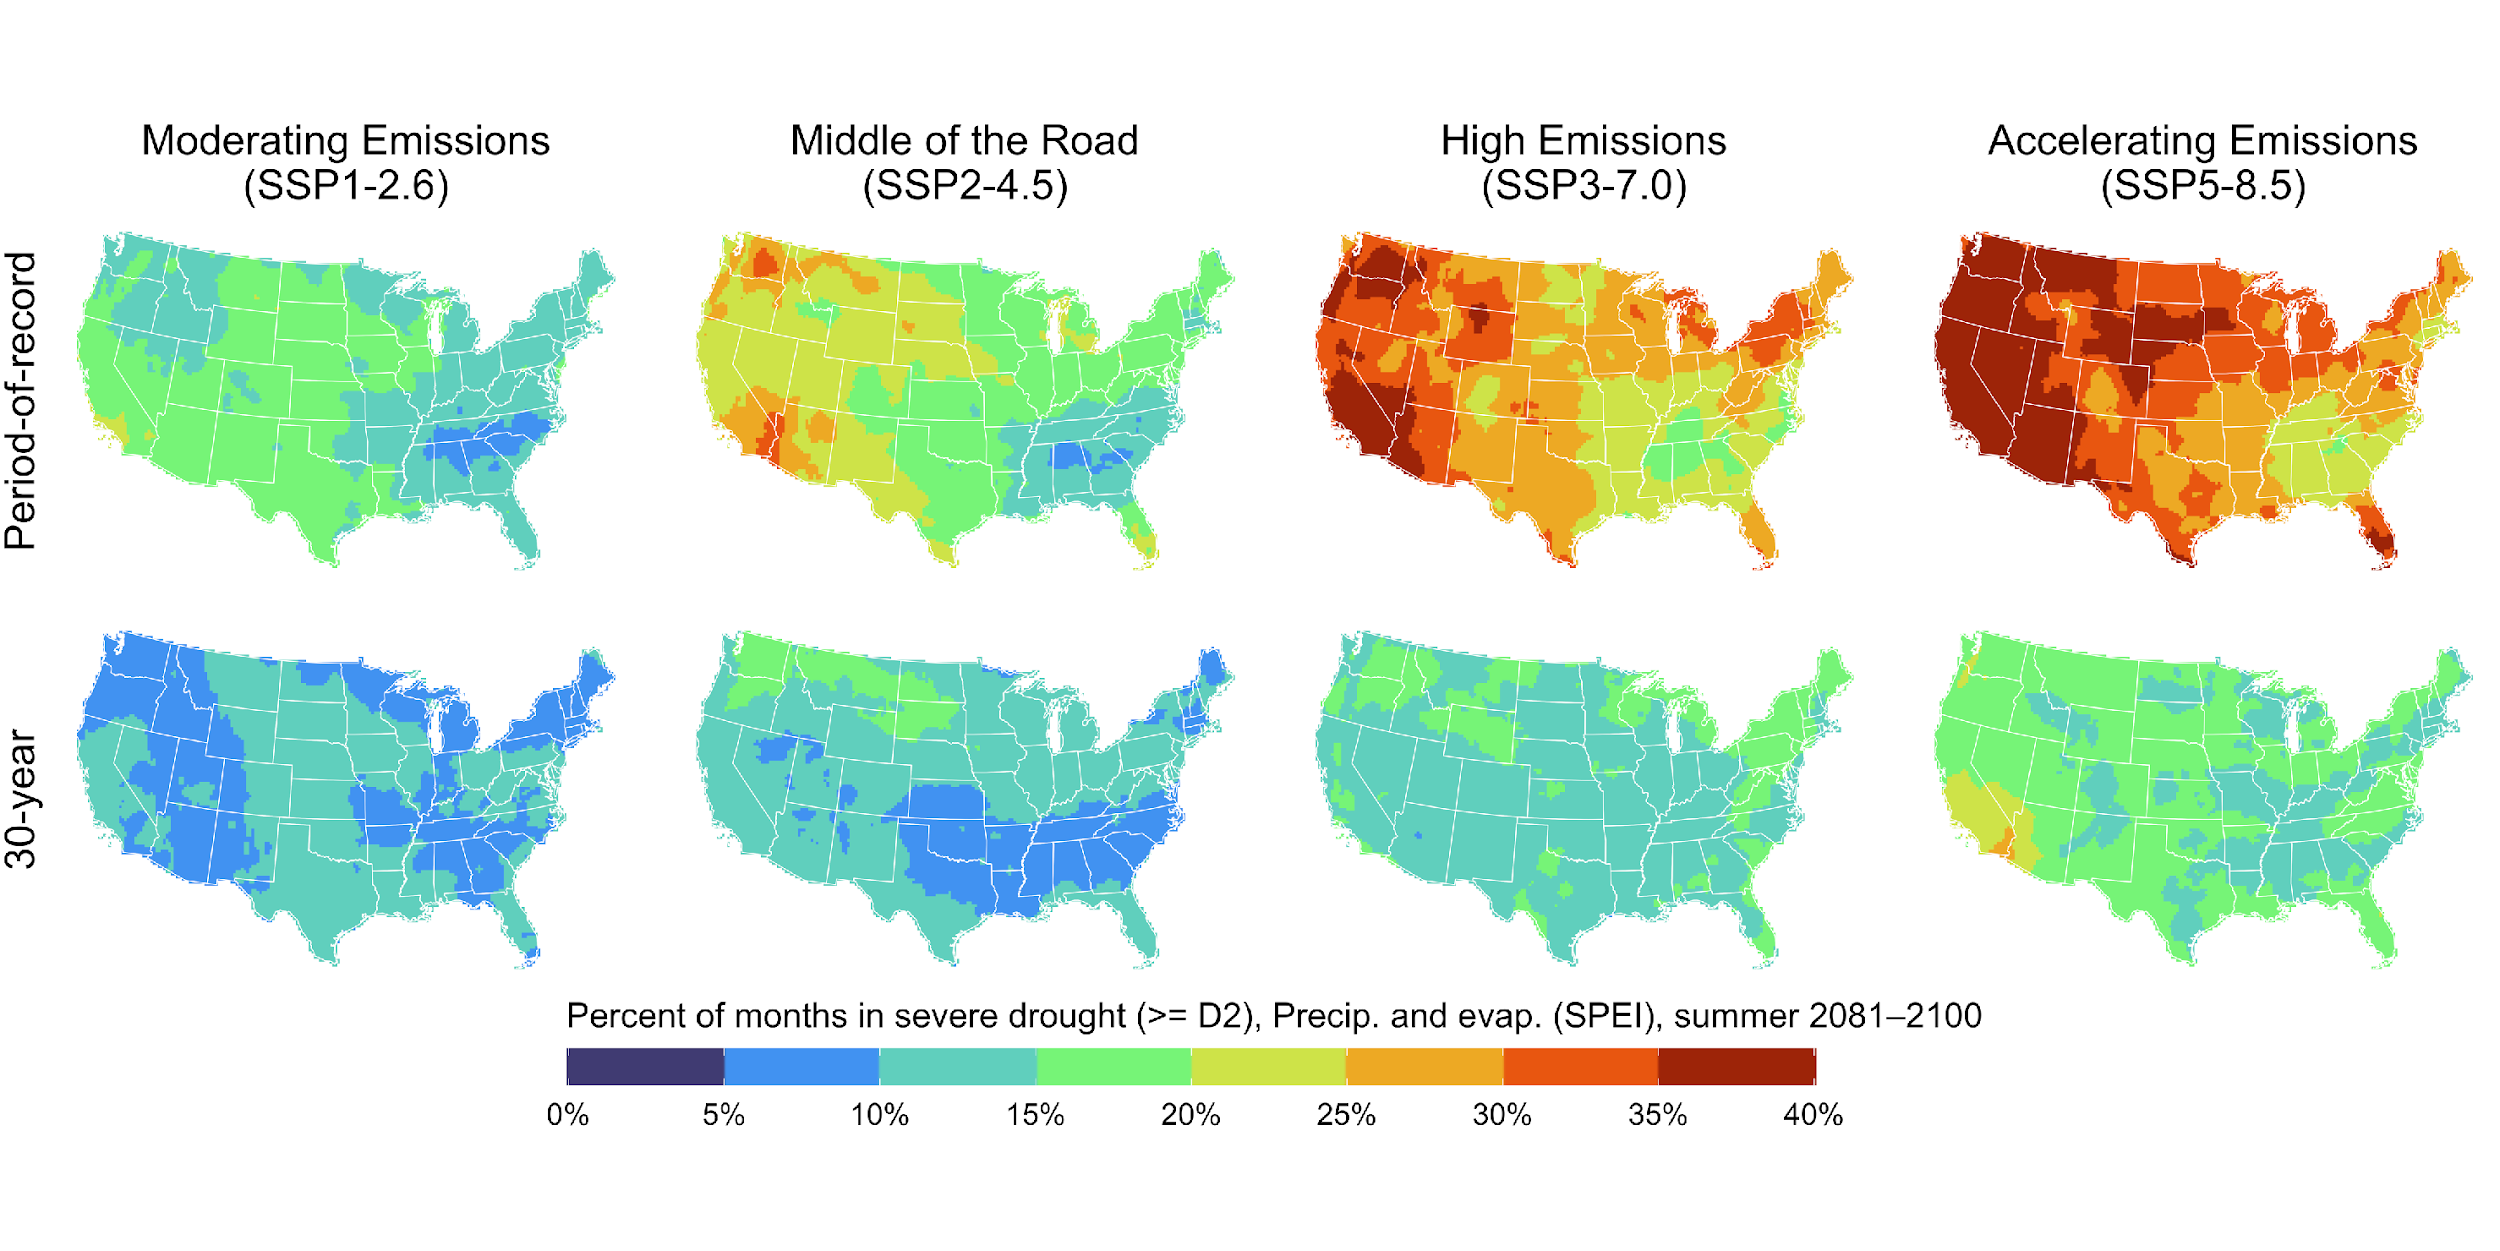 Moderating Emissions
(SSP1-2.6)
Middle of the Road
(SSP2-4.5)
High Emissions
(SSP3-7.0)
Accelerating Emissions
(SSP5-8.5)
Period-of-record
30-year
Percent of months in severe drought (>= D2), Precip. and evap. (SPEI), summer 2081–2100
0% 5% 10% 15% 20% 25% 30% 35% 40%